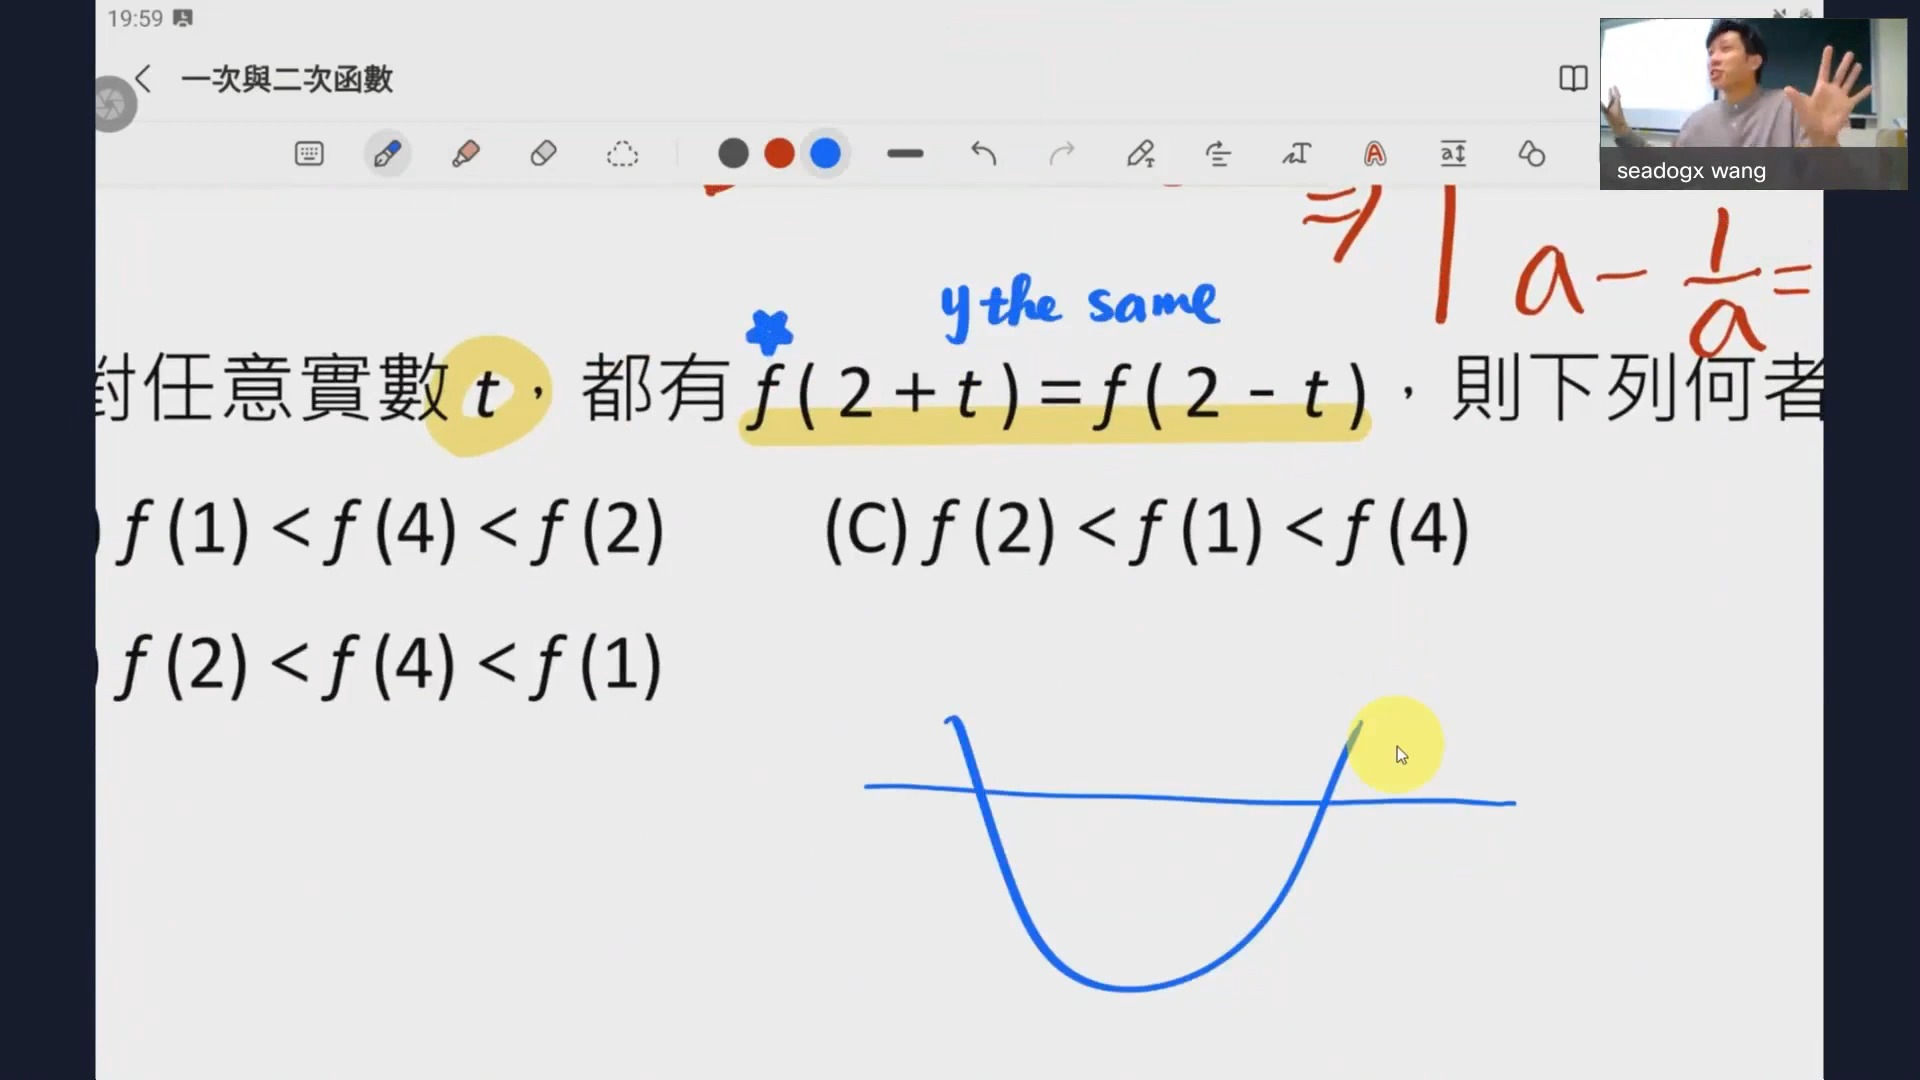 19:59
一次與二次函數
seadogx wang
⇒
a - 1/a =
y the same
對任意實數 t，都有 f ( 2 + t ) = f ( 2 - t )，則下列何者
) f (1) < f (4) < f (2)
(C) f (2) < f (1) < f (4)
) f (2) < f (4) < f (1)